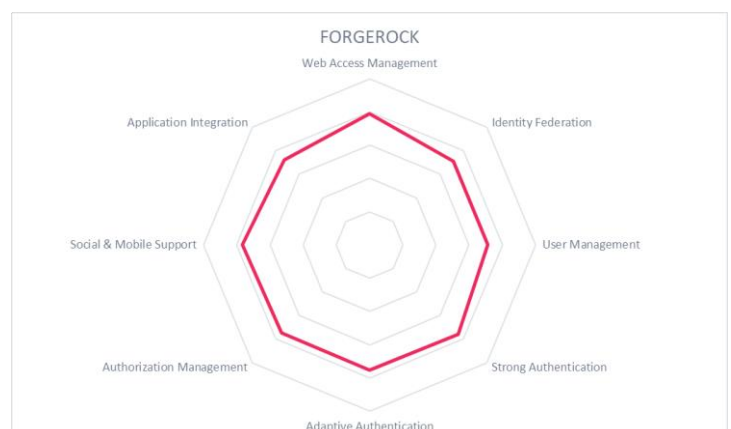 FORGEROCK
Web Access Management
Application Integration
Identity Federation
Social & Mobile Support
User Management
Authorization Management
Strong Authentication
Adaptive Authentication